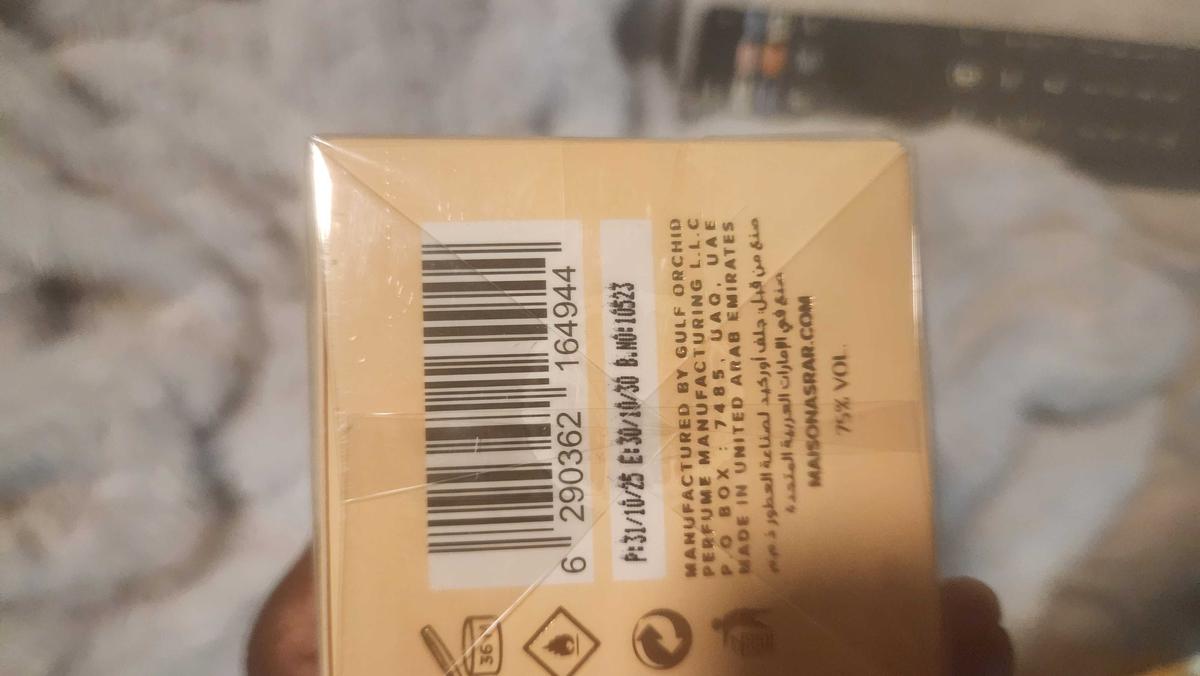 6 290362 164944
P:31/10/25 E:30/10/30 B.NO:10523
MANUFACTURED BY GULF ORCHID
PERFUME MANUFACTURING L.L.C
P.O BOX : 7485, UAQ, UAE
MADE IN UNITED ARAB EMIRATES
صنع من قبل: جلف أوركيد لصناعة العطور ذ.م.م
صنع في الإمارات العربية المتحدة
MAISONASRAR.COM
75% VOL.
36